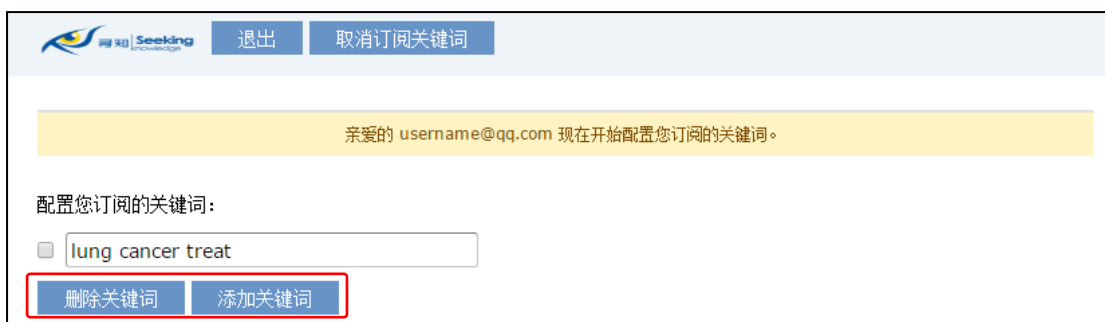 寻知 Seeking knowledge 退出 取消订阅关键词
亲爱的 username@qq.com 现在开始配置您订阅的关键词。
配置您订阅的关键词：
lung cancer treat
删除关键词 添加关键词